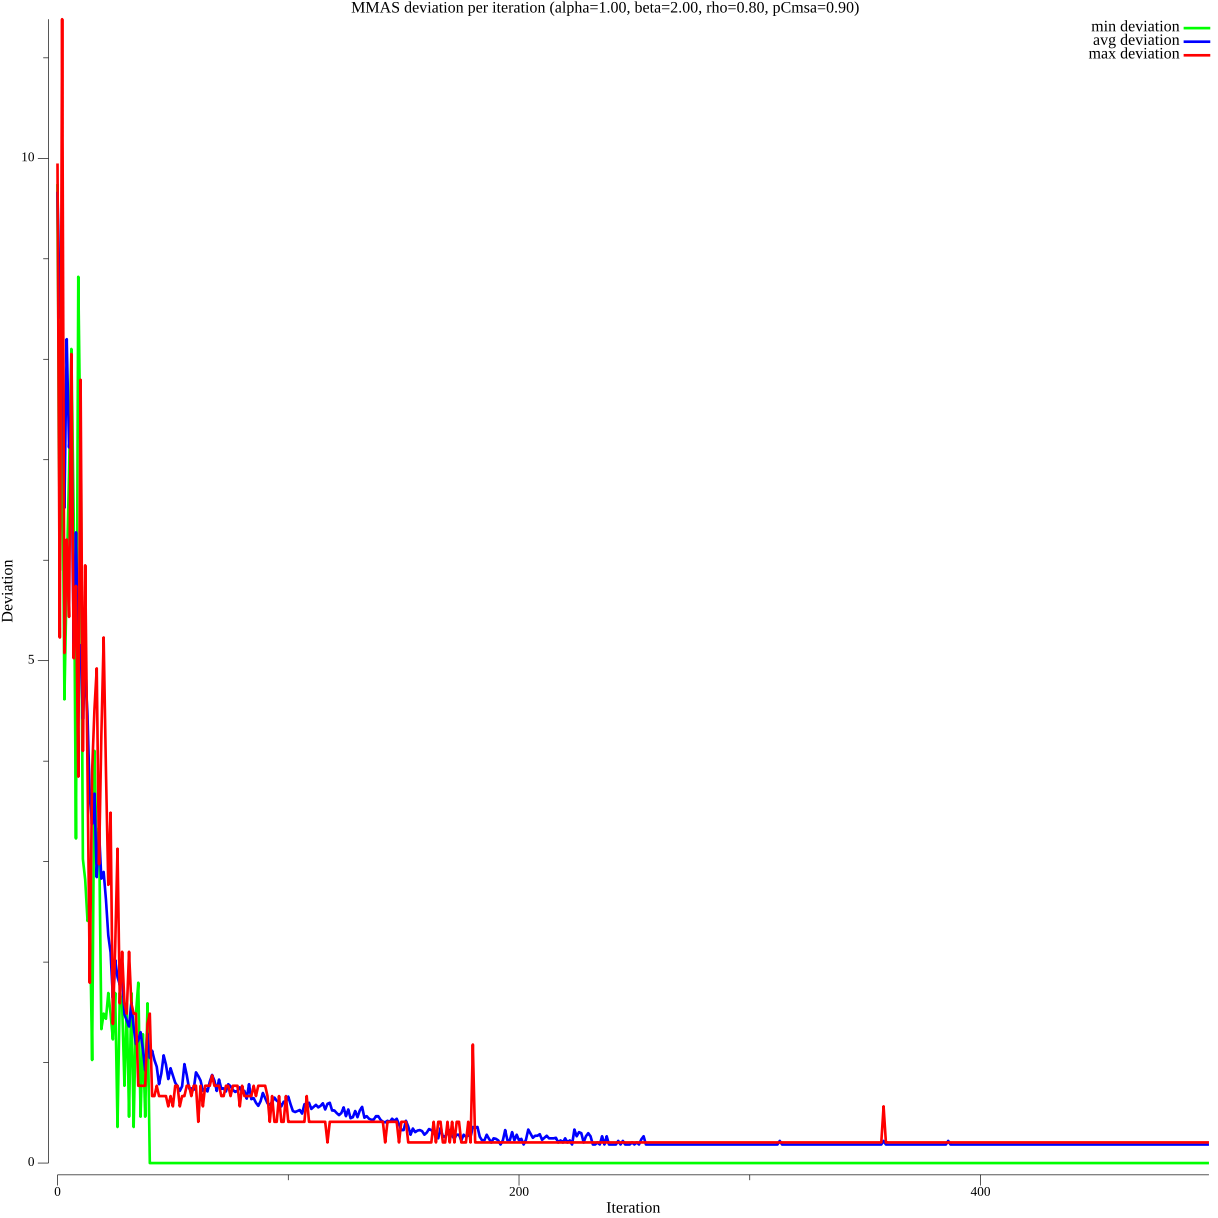 MMAS deviation per iteration (alpha=1.00, beta=2.00, rho=0.80, pCmsa=0.90)
min deviation
avg deviation
max deviation
10
5
0
Deviation
0
200
400
Iteration